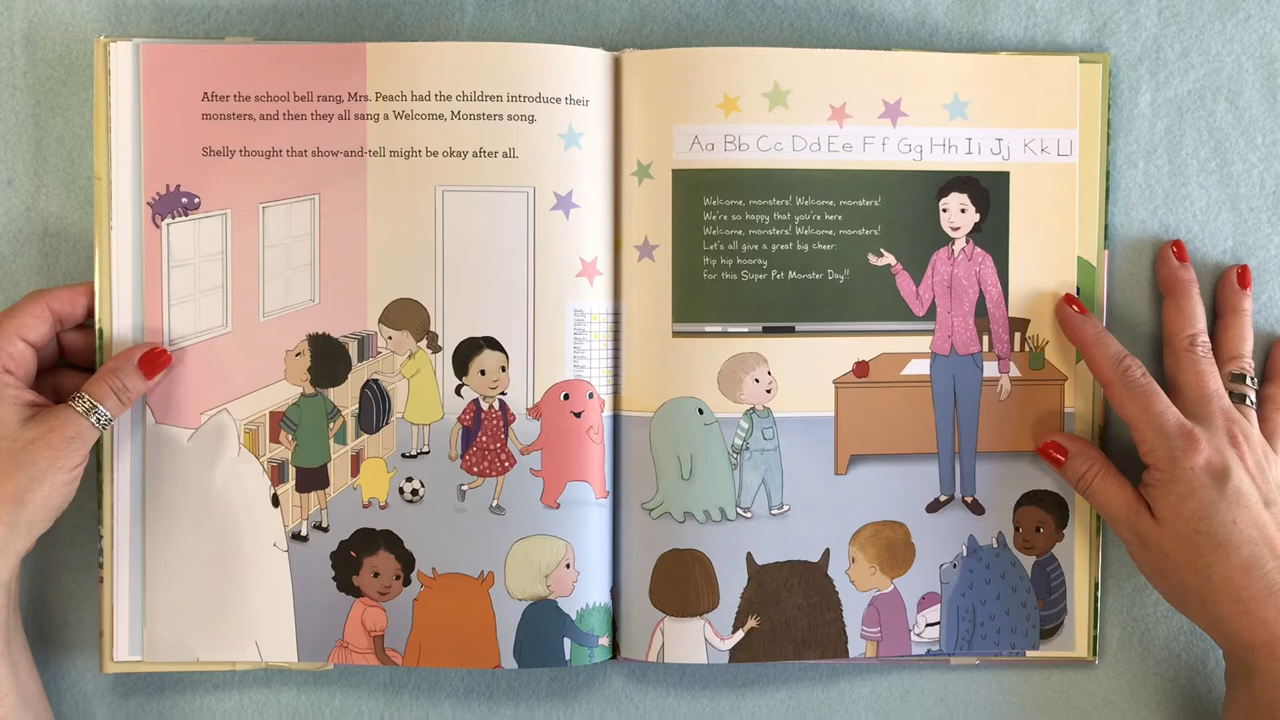 After the school bell rang, Mrs. Peach had the children introduce their
monsters, and then they all sang a Welcome, Monsters song.
Shelly thought that show-and-tell might be okay after all.
Aa Bb Cc Dd Ee Ff Gg Hh Ii Jj Kk Ll
Welcome, monsters! Welcome, monsters!
We're so happy that you're here.
Welcome, monsters! Welcome, monsters!
Let's all give a great big cheer:
Hip hip hooray
for this Super Pet Monster Day!!